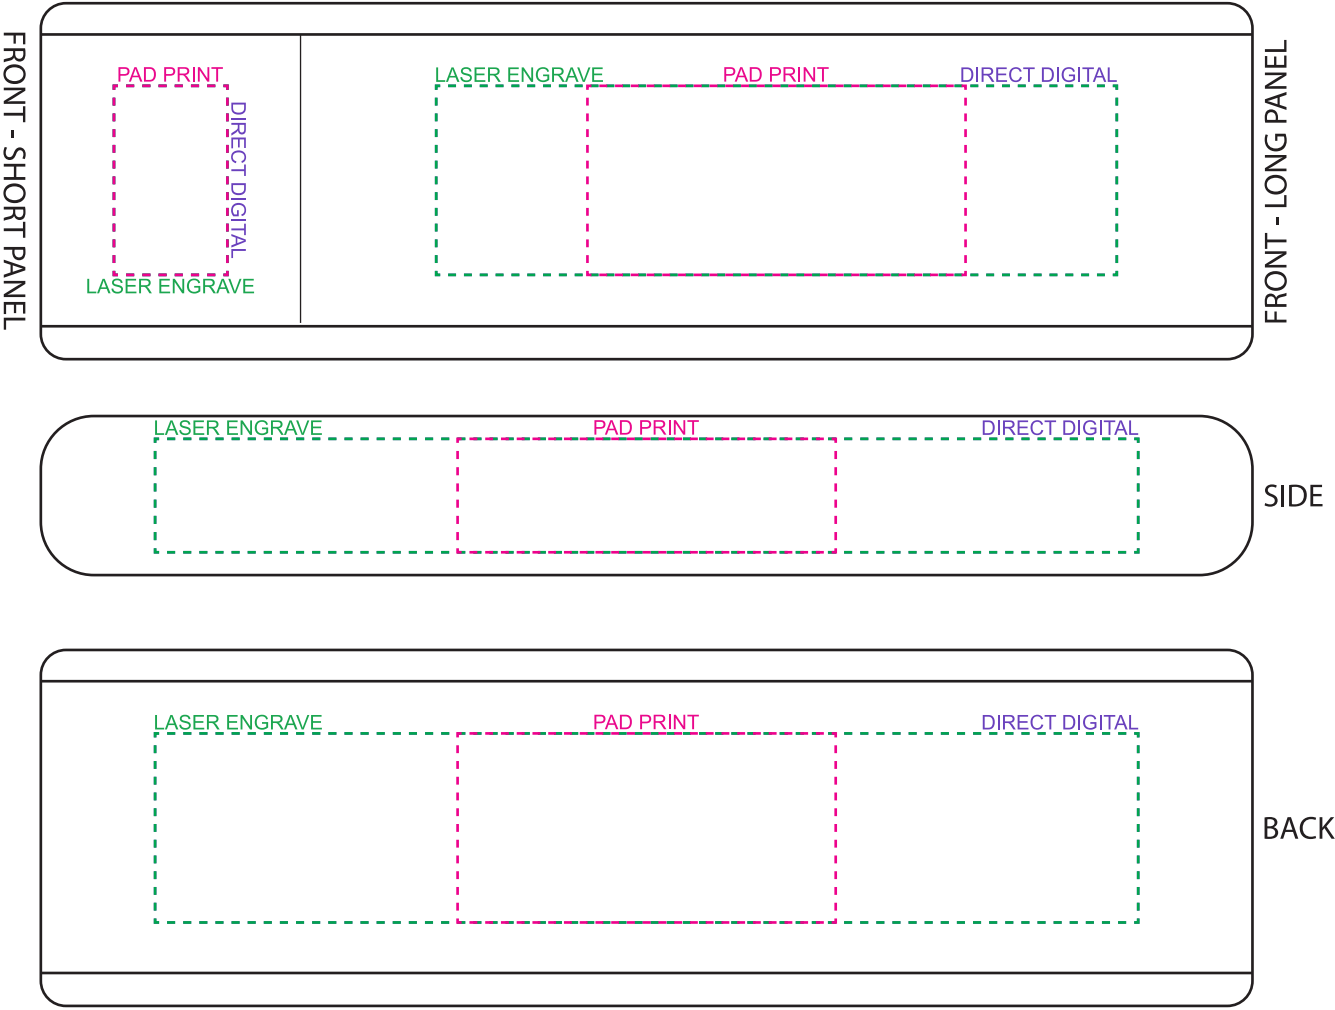 FRONT - SHORT PANEL
PAD PRINT
DIRECT DIGITAL
LASER ENGRAVE
LASER ENGRAVE
PAD PRINT
DIRECT DIGITAL
FRONT - LONG PANEL
LASER ENGRAVE
PAD PRINT
DIRECT DIGITAL
SIDE
LASER ENGRAVE
PAD PRINT
DIRECT DIGITAL
BACK